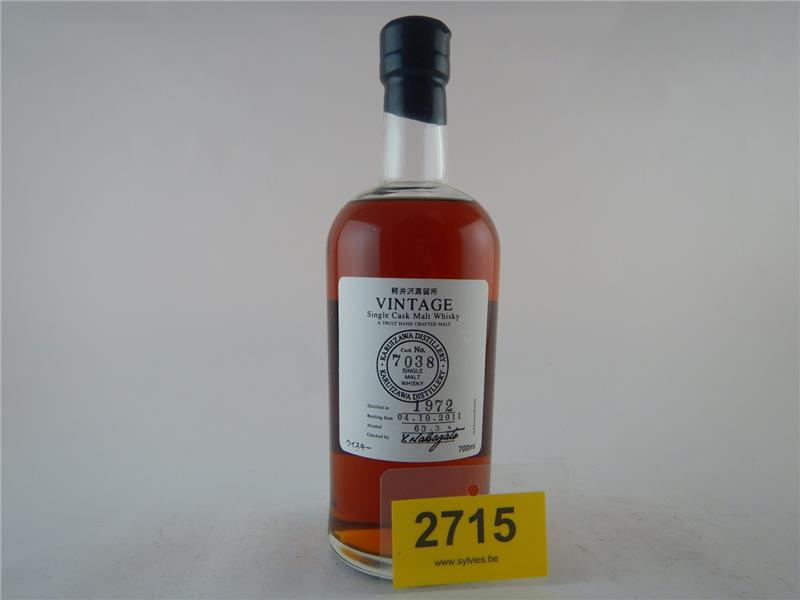 軽井沢蒸留所
VINTAGE
Single Cask Malt Whisky
A TRULY HAND CRAFTED MALT
KARUIZAWA DISTILLERY
Cask No.
7038
SINGLE
MALT
WHISKY
KARUIZAWA DISTILLERY
Distilled in 1972
Bottling Date 04.10.2011
Alcohol 63.3 %
Checked by Y. Nakazato
ウイスキー 700ml
2715
www.sylvies.be